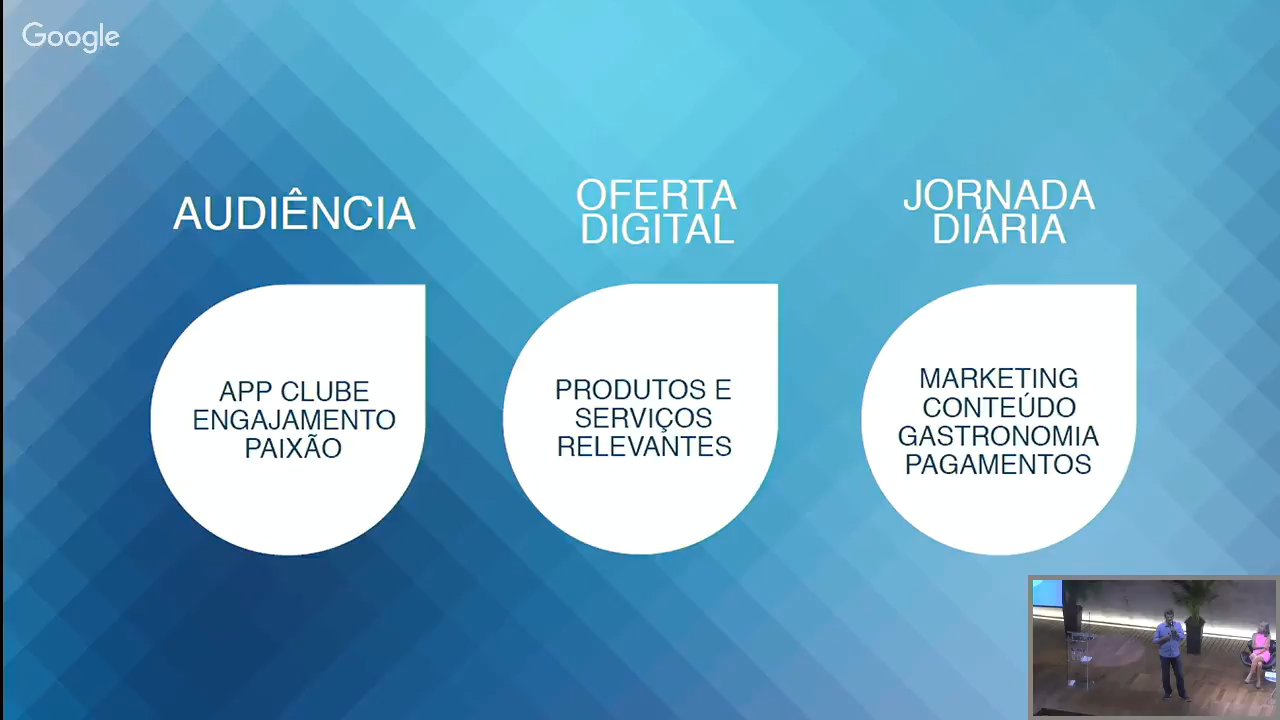 Google
AUDIÊNCIA
APP CLUBE
ENGAJAMENTO
PAIXÃO
OFERTA
DIGITAL
PRODUTOS E
SERVIÇOS
RELEVANTES
JORNADA
DIÁRIA
MARKETING
CONTEÚDO
GASTRONOMIA
PAGAMENTOS